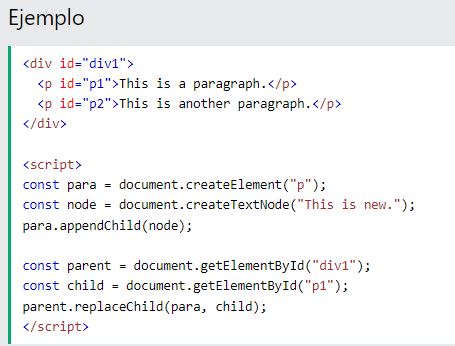 Ejemplo
<div id="div1">
<p id="p1">This is a paragraph.</p>
<p id="p2">This is another paragraph.</p>
</div>
<script>
const para = document.createElement("p");
const node = document.createTextNode("This is new.");
para.appendChild(node);
const parent = document.getElementById("div1");
const child = document.getElementById("p1");
parent.replaceChild(para, child);
</script>